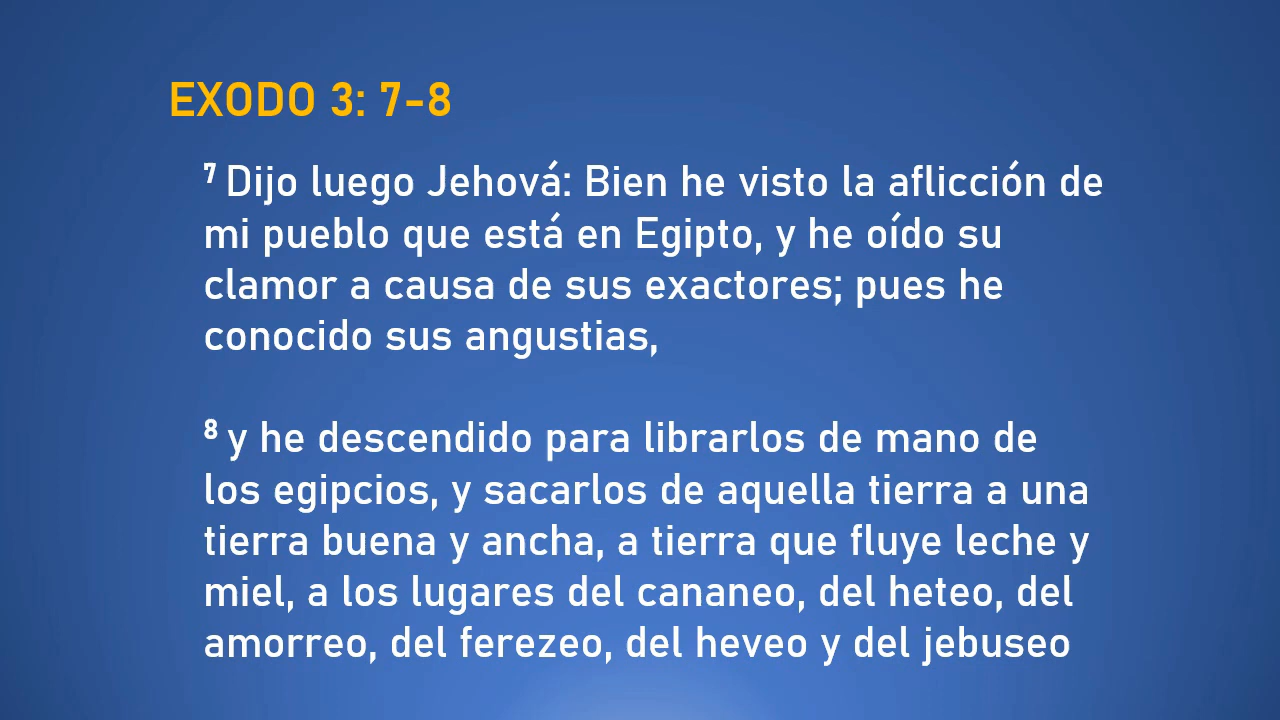 EXODO 3: 7-8
⁷ Dijo luego Jehová: Bien he visto la aflicción de
mi pueblo que está en Egipto, y he oído su
clamor a causa de sus exactores; pues he
conocido sus angustias,
⁸ y he descendido para librarlos de mano de
los egipcios, y sacarlos de aquella tierra a una
tierra buena y ancha, a tierra que fluye leche y
miel, a los lugares del cananeo, del heteo, del
amorreo, del ferezeo, del heveo y del jebuseo